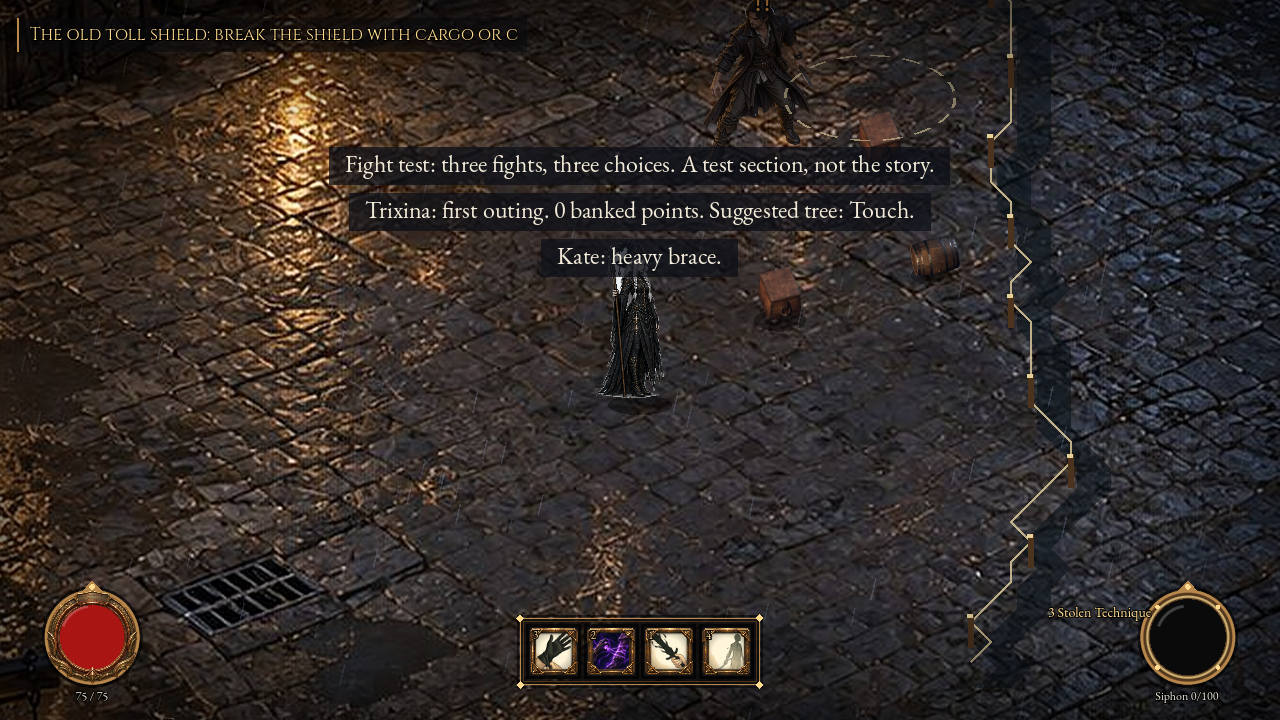 The old toll shield: break the shield with cargo or c
!!
Fight test: three fights, three choices. A test section, not the story.
Trixina: first outing. 0 banked points. Suggested tree: Touch.
Kate: heavy brace.
3 Stolen Technique
2
75 / 75
Siphon 0/100